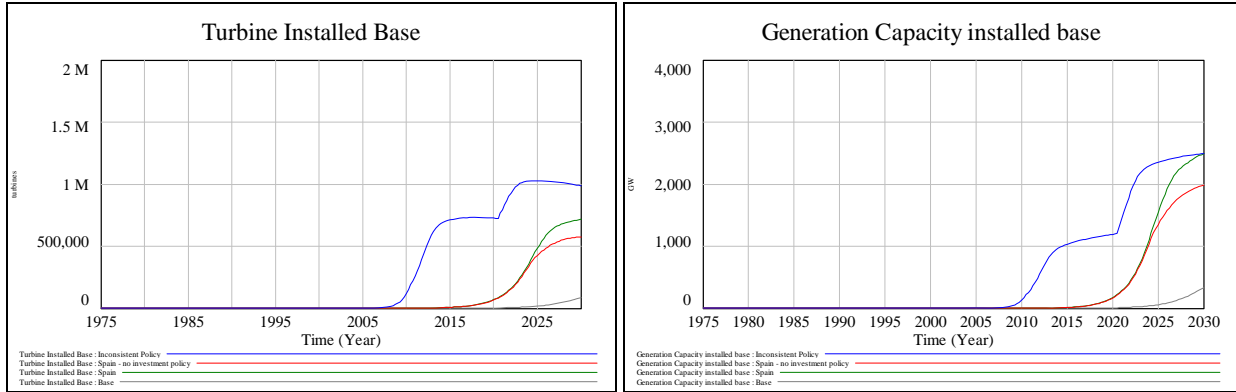 Turbine Installed Base
2 M
1.5 M
1 M
500,000
0
turbines
1975 1985 1995 2005 2015 2025
Time (Year)
Turbine Installed Base : Inconsistent Policy
Turbine Installed Base : Spain - no investment policy
Turbine Installed Base : Spain
Turbine Installed Base : Base
Generation Capacity installed base
4,000
3,000
2,000
1,000
0
GW
1975 1980 1985 1990 1995 2000 2005 2010 2015 2020 2025 2030
Time (Year)
Generation Capacity installed base : Inconsistent Policy
Generation Capacity installed base : Spain - no investment policy
Generation Capacity installed base : Spain
Generation Capacity installed base : Base